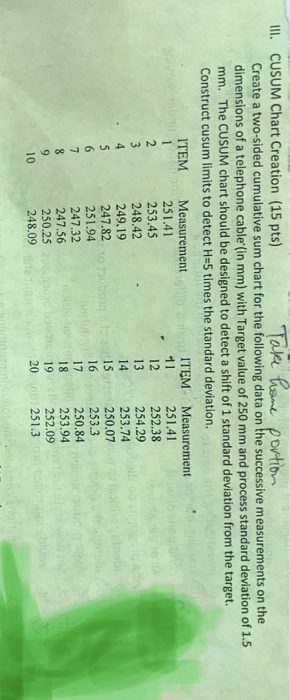 Take home portion
III. CUSUM Chart Creation (15 pts)
Create a two-sided cumulative sum chart for the following data on the successive measurements on the
dimensions of a telephone cable (in mm) with Target value of 250 mm and process standard deviation of 1.5
mm. The CUSUM chart should be designed to detect a shift of 1 standard deviation from the target.
Construct cusum limits to detect H=5 times the standard deviation.
ITEM Measurement ITEM Measurement
1 251.41 11 251.41
2 253.45 12 252.38
3 248.42 13 254.29
4 249.19 14 253.74
5 247.82 15 250.07
6 251.94 16 253.3
7 247.32 17 250.84
8 247.56 18 253.94
9 250.25 19 252.09
10 248.09 20 251.3